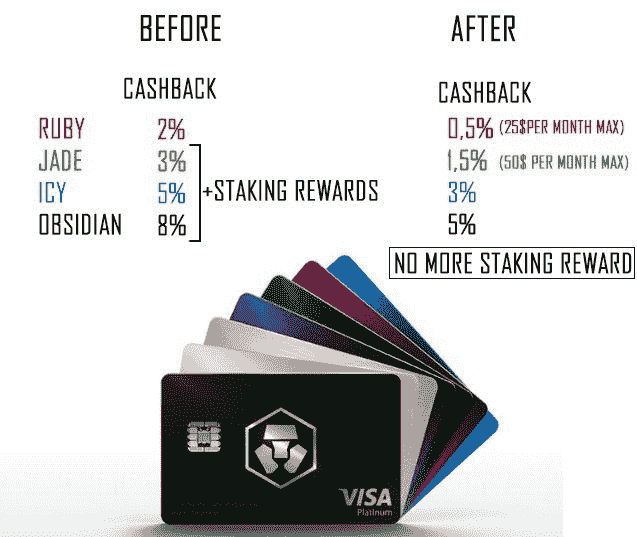 BEFORE
AFTER
CASHBACK
CASHBACK
RUBY 2%
0,5% (25$PER MONTH MAX)
JADE 3%
1,5% (50$ PER MONTH MAX)
ICY 5%
+STAKING REWARDS
3%
OBSIDIAN 8%
5%
NO MORE STAKING REWARD
VISA
Platinum